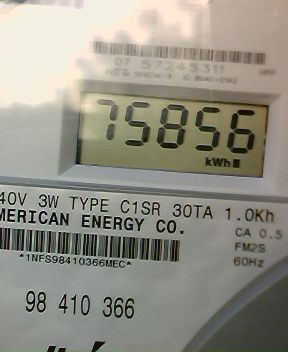 07 57245311
75856
kWh
40V 3W TYPE C1SR 30TA 1.0Kh
MERICAN ENERGY CO.
CA 0.5
FM2S
60Hz
*1NFS98410366MEC*
98 410 366